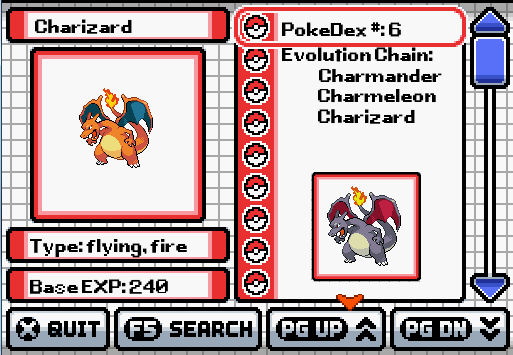 Charizard
Type:flying,fire
Base EXP:240
PokeDex #:6
Evolution Chain:
Charmander
Charmeleon
Charizard
X QUIT
F5 SEARCH
PG UP
PG DN